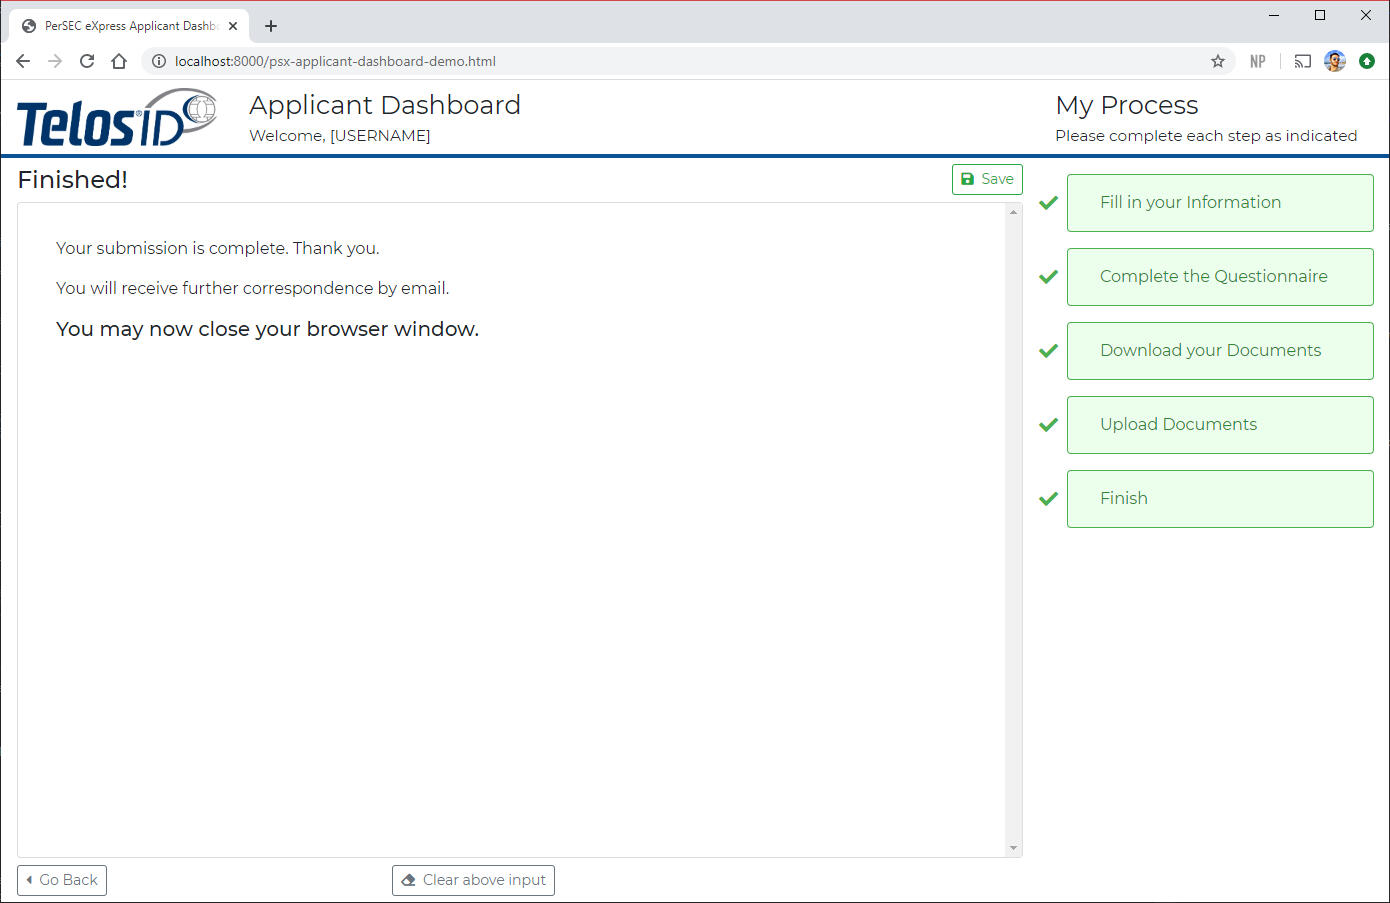 PerSEC eXpress Applicant Dashb
localhost:8000/psx-applicant-dashboard-demo.html
NP
Telos®ID
Applicant Dashboard
Welcome, [USERNAME]
My Process
Please complete each step as indicated
Finished!
Save
Your submission is complete. Thank you.
You will receive further correspondence by email.
You may now close your browser window.
Fill in your Information
Complete the Questionnaire
Download your Documents
Upload Documents
Finish
Go Back
Clear above input